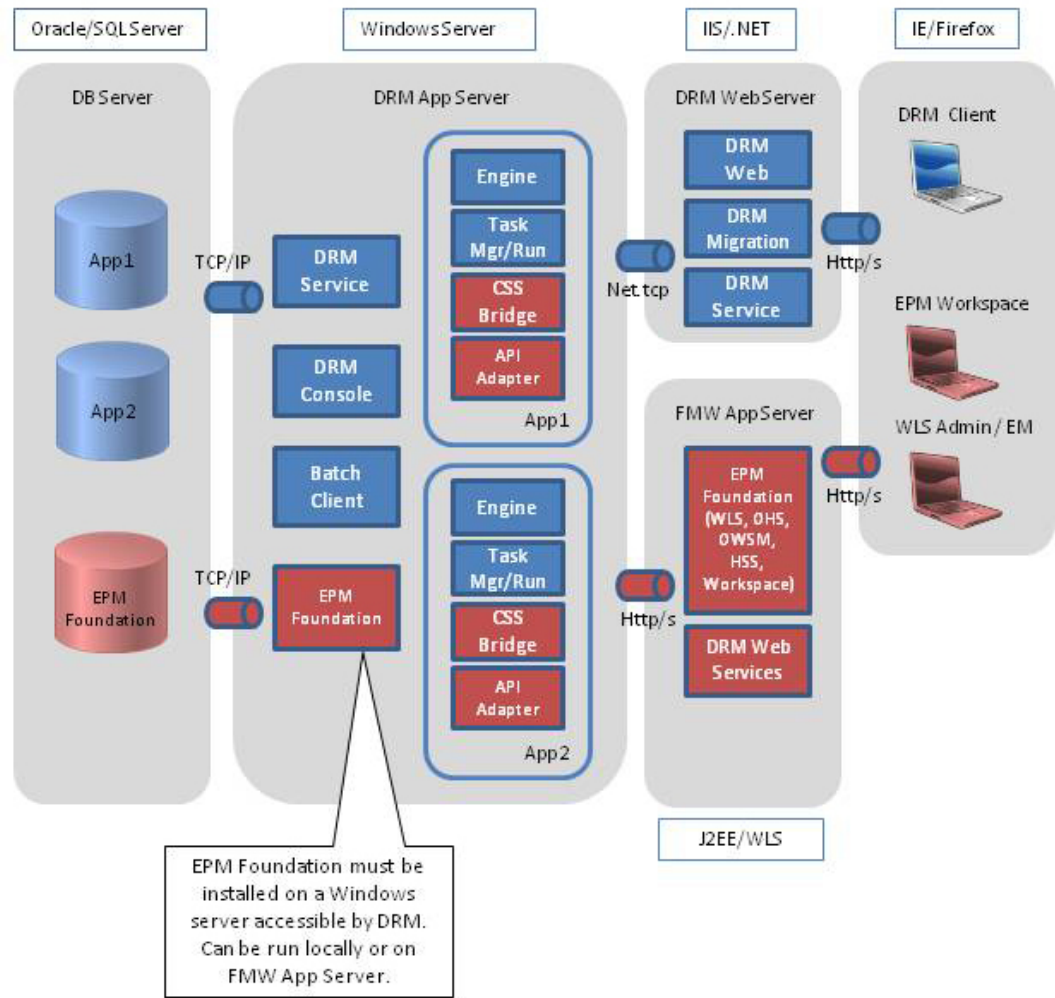 Oracle/SQLServer
Windows Server
IIS/.NET
IE/Firefox
DB Server
App1
App2
EPM
Foundation
TCP/IP
TCP/IP
DRM App Server
DRM
Service
DRM
Console
Batch
Client
EPM
Foundation
Engine
Task
Mgr/Run
CSS
Bridge
API
Adapter
App1
Engine
Task
Mgr/Run
CSS
Bridge
API
Adapter
App2
Net.tcp
Http/s
DRM WebServer
DRM
Web
DRM
Migration
DRM
Service
FMW AppServer
EPM
Foundation
(WLS, OHS,
OWSM,
HSS,
Workspace)
DRM Web
Services
J2EE/WLS
Http/s
Http/s
DRM Client
EPM Workspace
WLS Admin / EM
EPM Foundation must be
installed on a Windows
server accessible by DRM.
Can be run locally or on
FMW App Server.